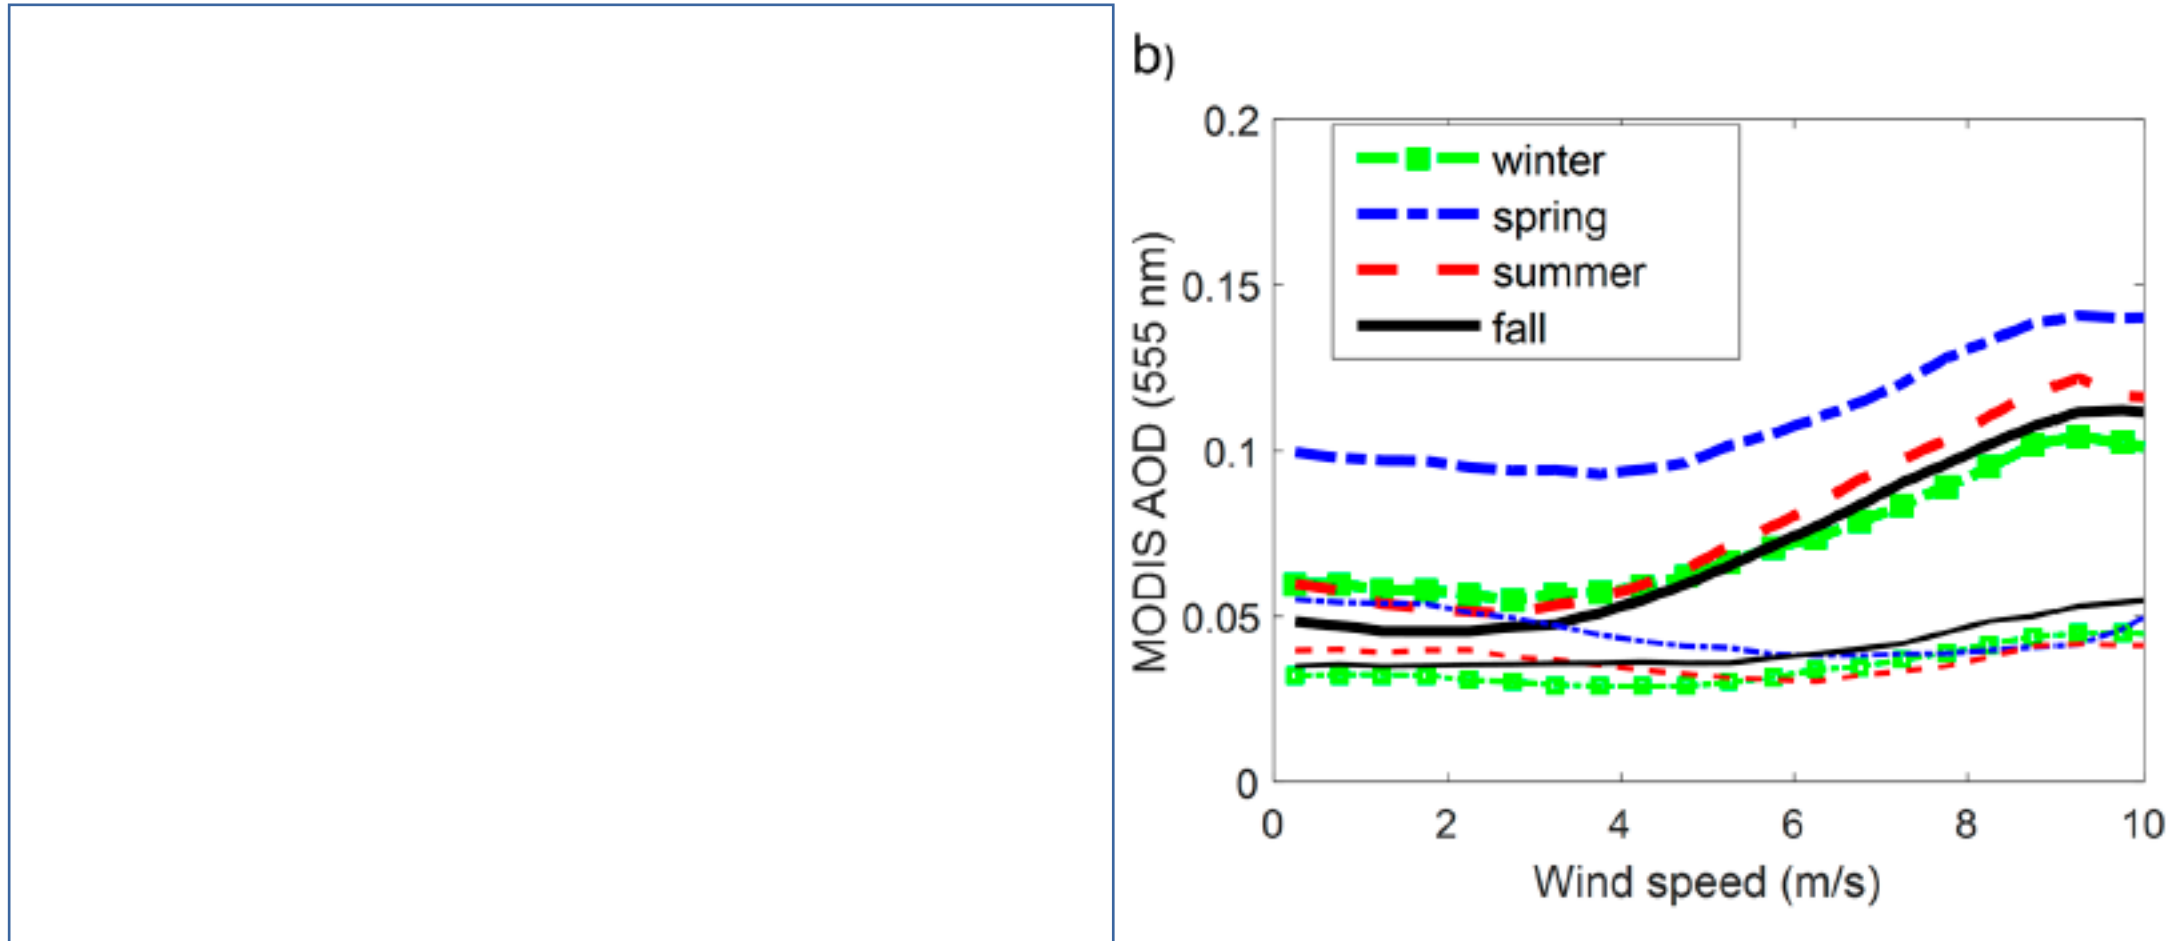 b)
0.2
0.15
0.1
0.05
0
MODIS AOD (555 nm)
winter
spring
summer
fall
0 2 4 6 8 10
Wind speed (m/s)